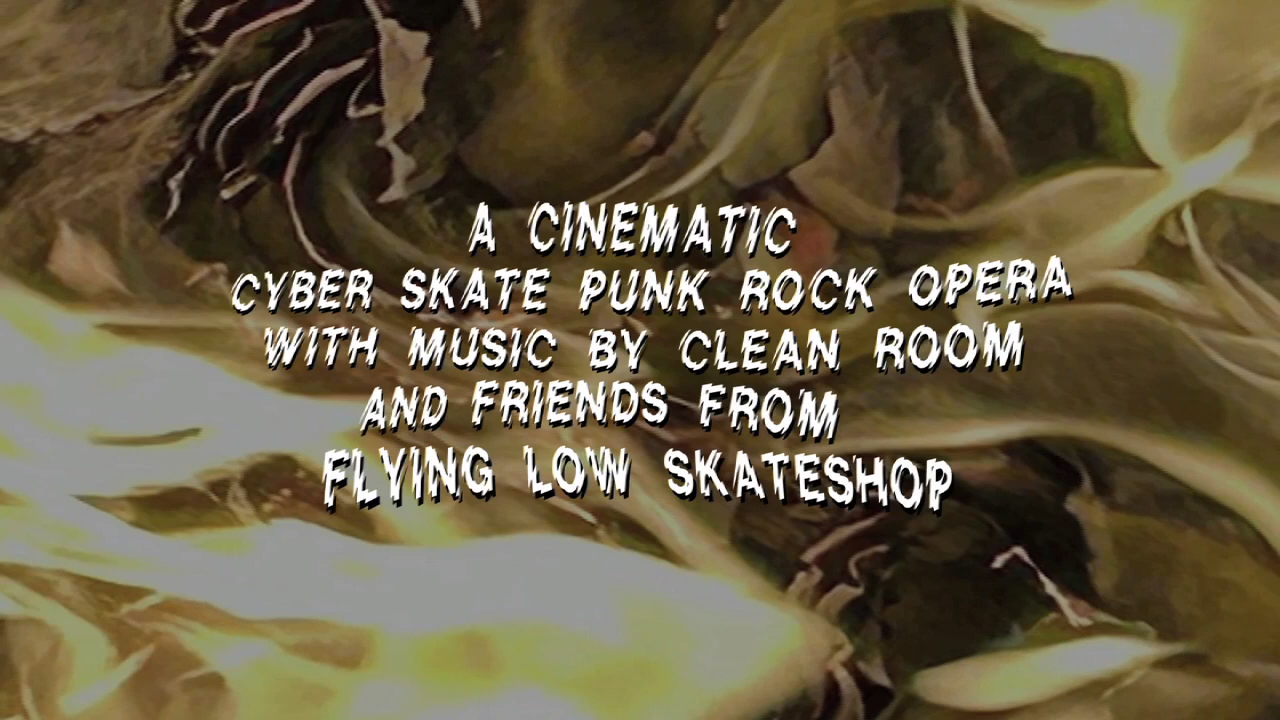 A CINEMATIC
CYBER SKATE PUNK ROCK OPERA
WITH MUSIC BY CLEAN ROOM
AND FRIENDS FROM
FLYING LOW SKATESHOP